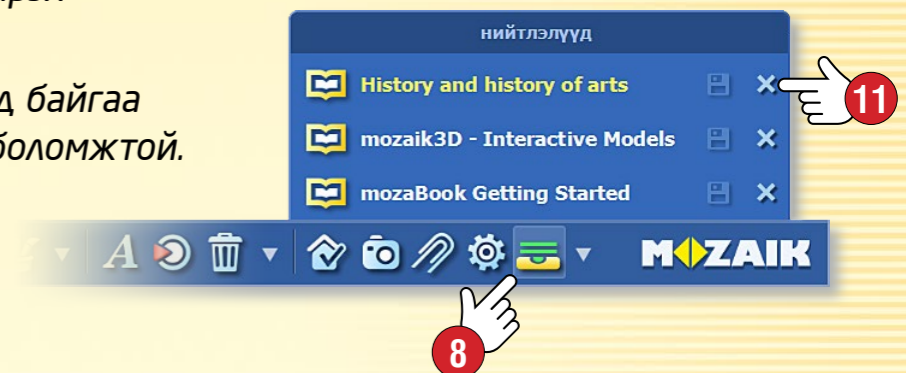 нийтлэлүүд
History and history of arts
11
байгаа
mozaik3D - Interactive Models
боломжтой.
mozaBook Getting Started
A
MOZAIK
8